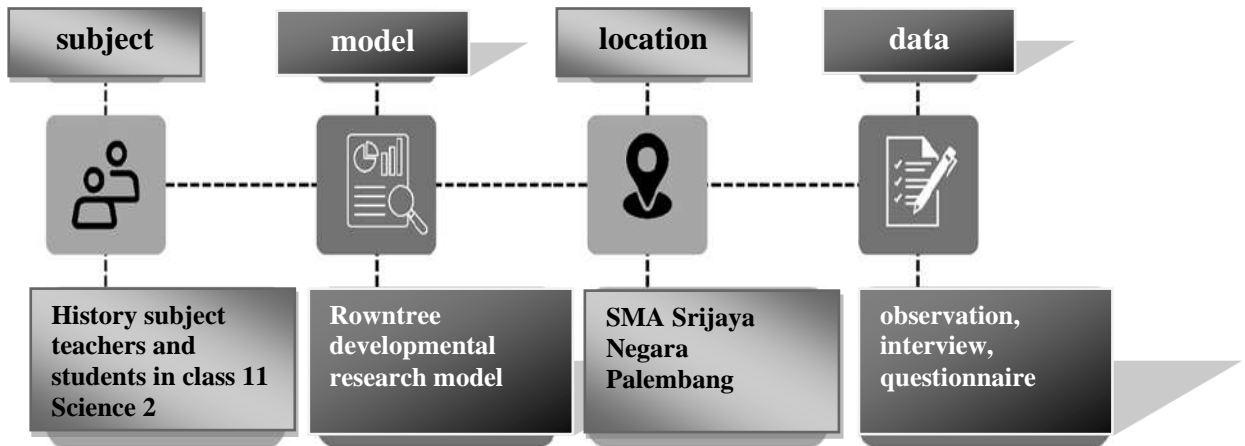 subject
model
location
data
History subject
teachers and
students in class 11
Science 2
Rowntree
developmental
research model
SMA Srijaya
Negara
Palembang
observation,
interview,
questionnaire